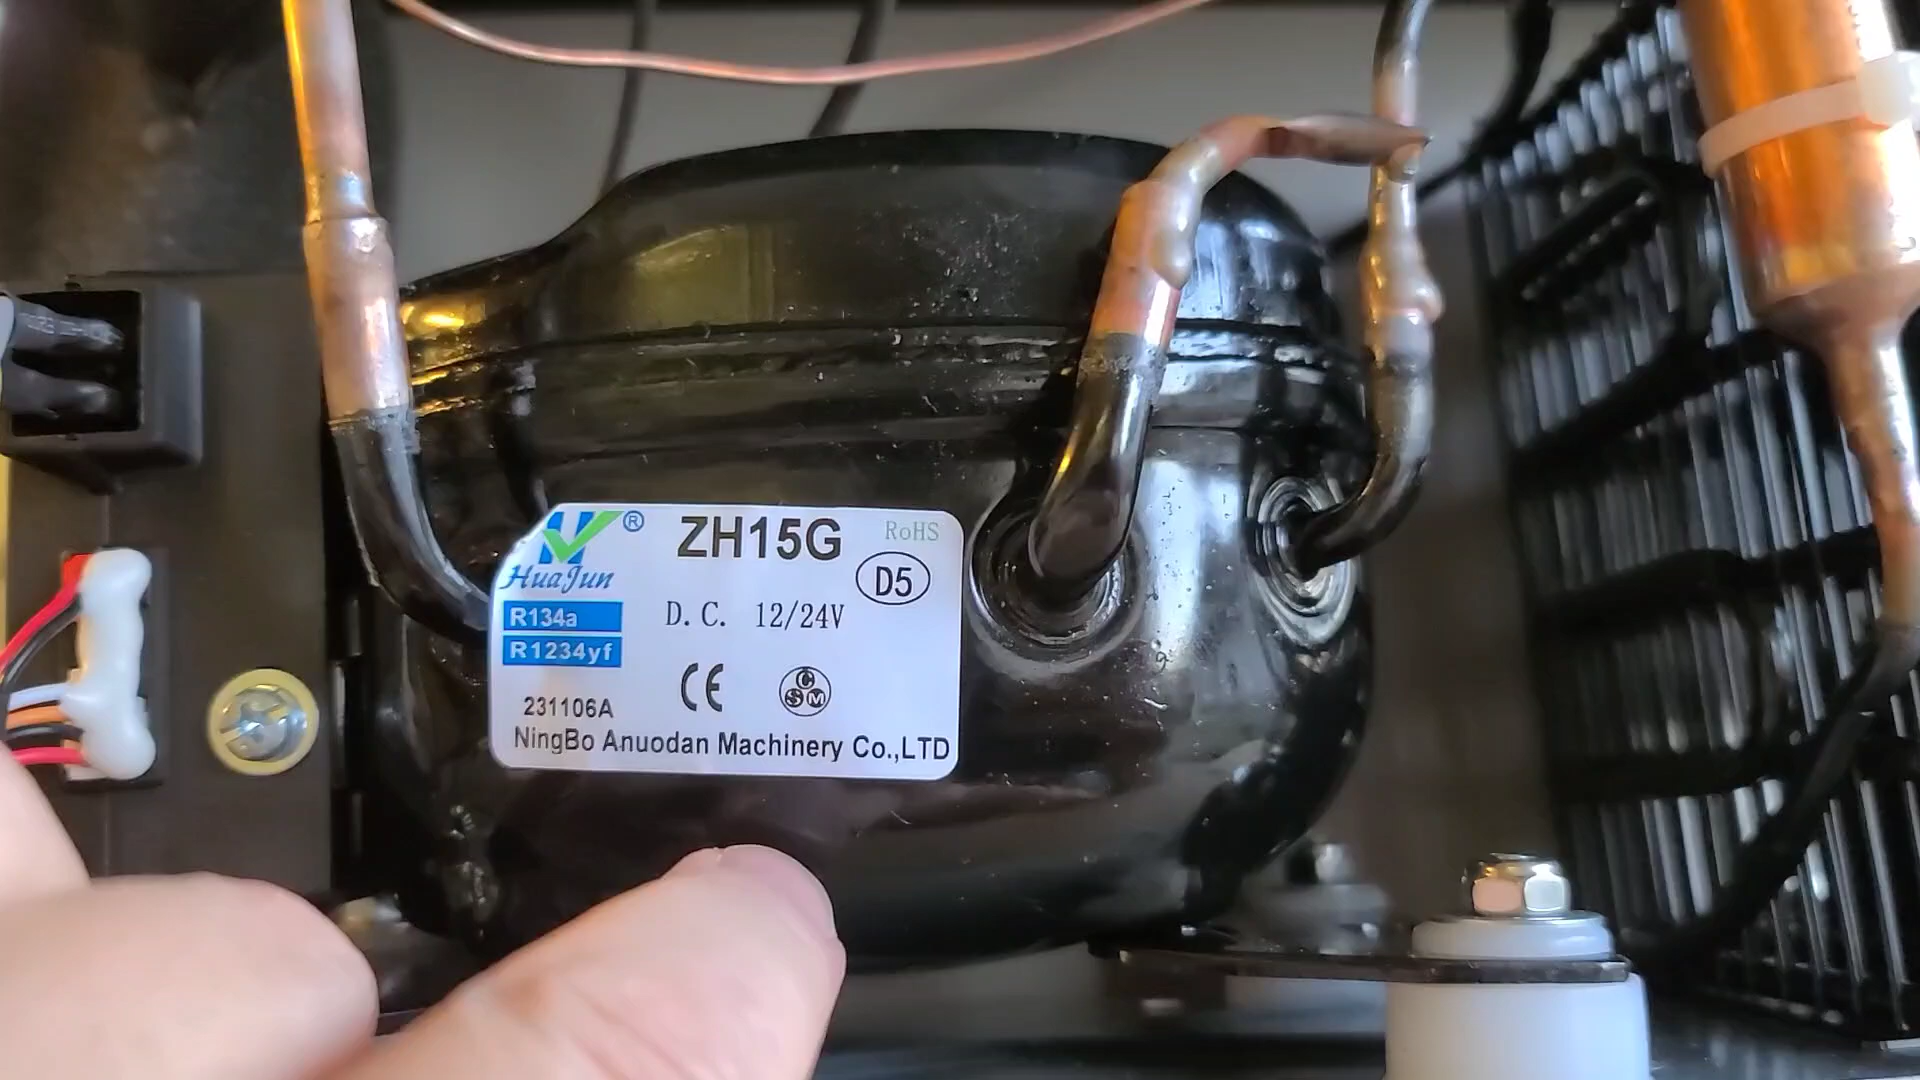 ® ZH15G RoHS
HuaJun
D5
R134a D.C. 12/24V
R1234yf
CE C S M
231106A
NingBo Anuodan Machinery Co.,LTD